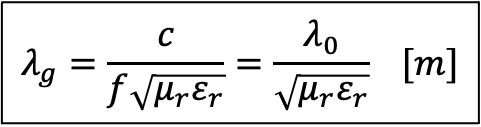 λ_g = c / (f√(μ_r ε_r)) = λ_0 / √(μ_r ε_r) [m]